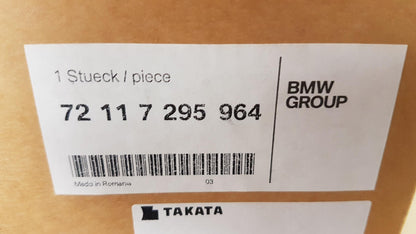 1 Stueck / piece
72 11 7 295 964
BMW
GROUP
Made in Romania
03
TAKATA